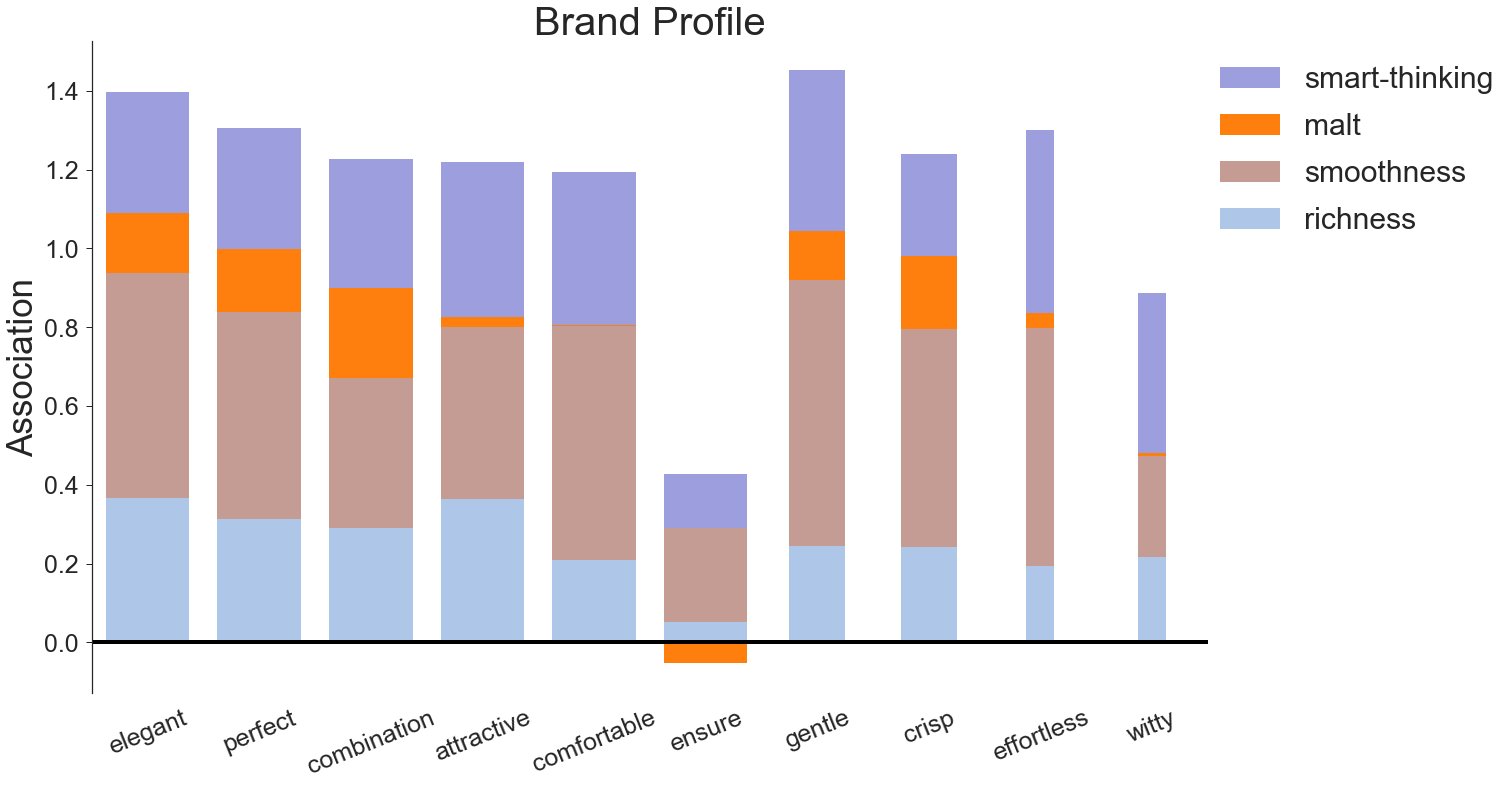 Brand Profile
smart-thinking
malt
smoothness
richness
Association
1.4
1.2
1.0
0.8
0.6
0.4
0.2
0.0
elegant
perfect
combination
attractive
comfortable
ensure
gentle
crisp
effortless
witty